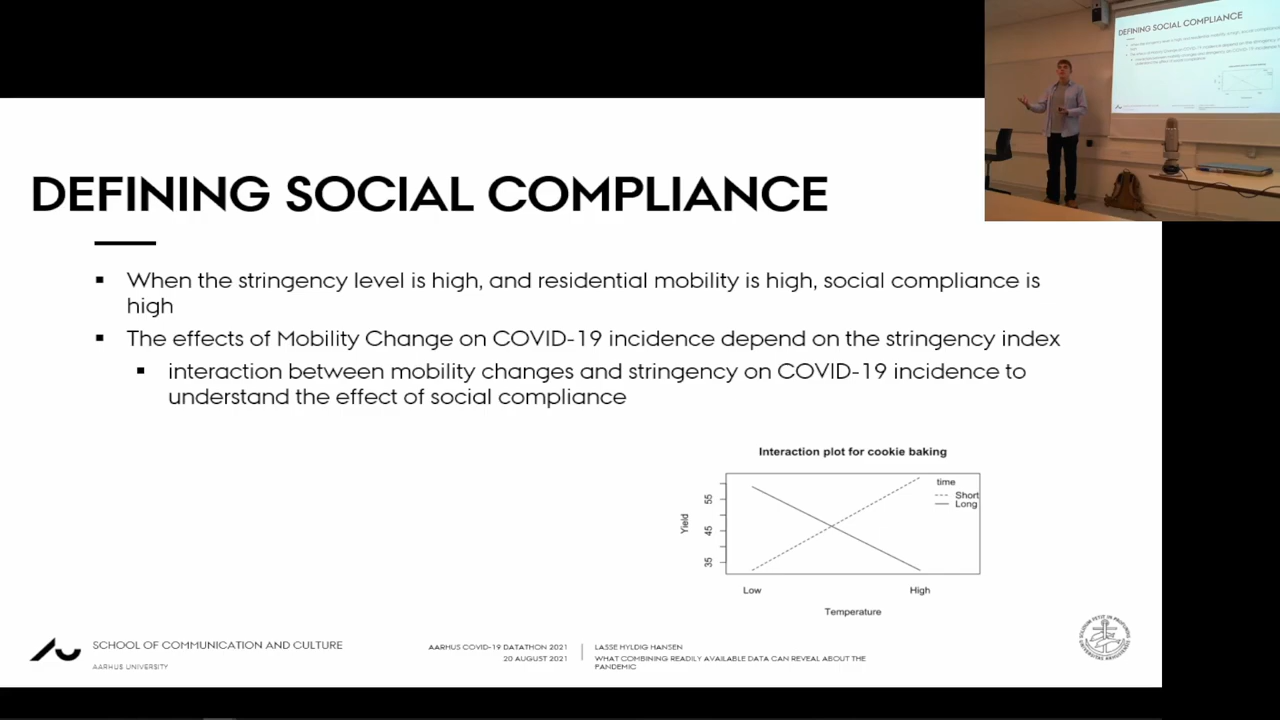 DEFINING SOCIAL COMPLIANCE
When the stringency level is high, and residential mobility is high, social compliance is
high
The effects of Mobility Change on COVID-19 incidence depend on the stringency index
interaction between mobility changes and stringency on COVID-19 incidence to
understand the effect of social compliance
Interaction plot for cookie baking
time
Short
Long
Yield
55
45
35
Low
High
Temperature
SCHOOL OF COMMUNICATION AND CULTURE
AARHUS UNIVERSITY
AARHUS COVID-19 DATATHON 2021
20 AUGUST 2021
LASSE HYLDIG HANSEN
WHAT COMBINING READILY AVAILABLE DATA CAN REVEAL ABOUT THE
PANDEMIC
DEFINING SOCIAL COMPLIANCE